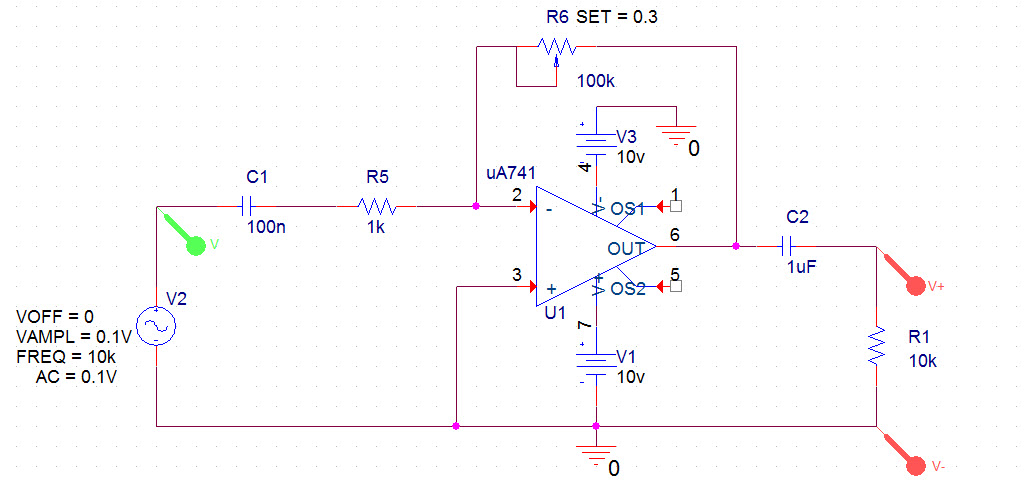 R6 SET = 0.3
100k
+
V3
10v
-
0
4
uA741
C1
100n
R5
1k
2
-
V-
OS1
1
OUT
6
C2
1uF
V
V+
3
+
V+
OS2
5
U1
7
V2
+
-
VOFF = 0
VAMPL = 0.1V
FREQ = 10k
AC = 0.1V
+
V1
10v
-
R1
10k
0
V-